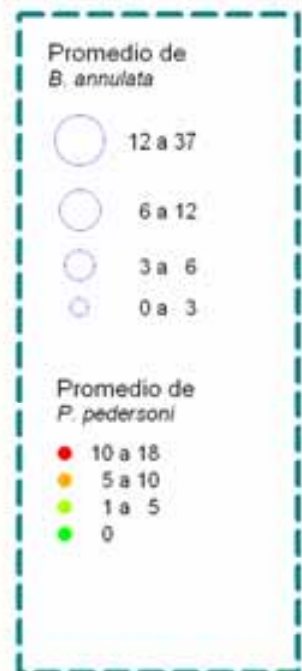 Promedio de
B. annulata
12 a 37
6 a 12
3 a 6
0 a 3
Promedio de
P. pedersoni
10 a 18
5 a 10
1 a 5
0